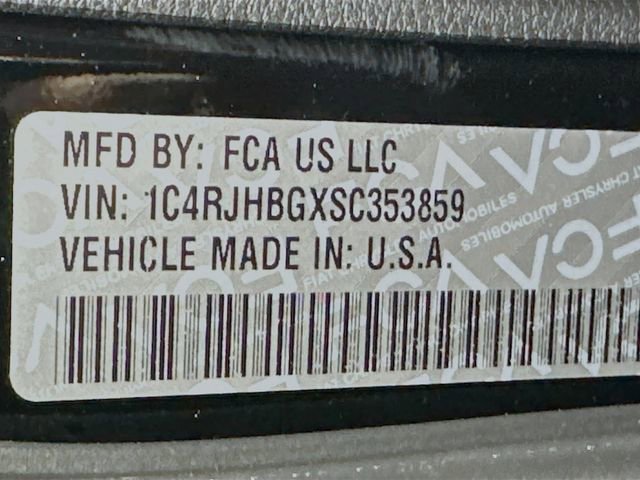 MFD BY: FCA US LLC
VIN: 1C4RJHBGXSC353859
VEHICLE MADE IN: U.S.A.